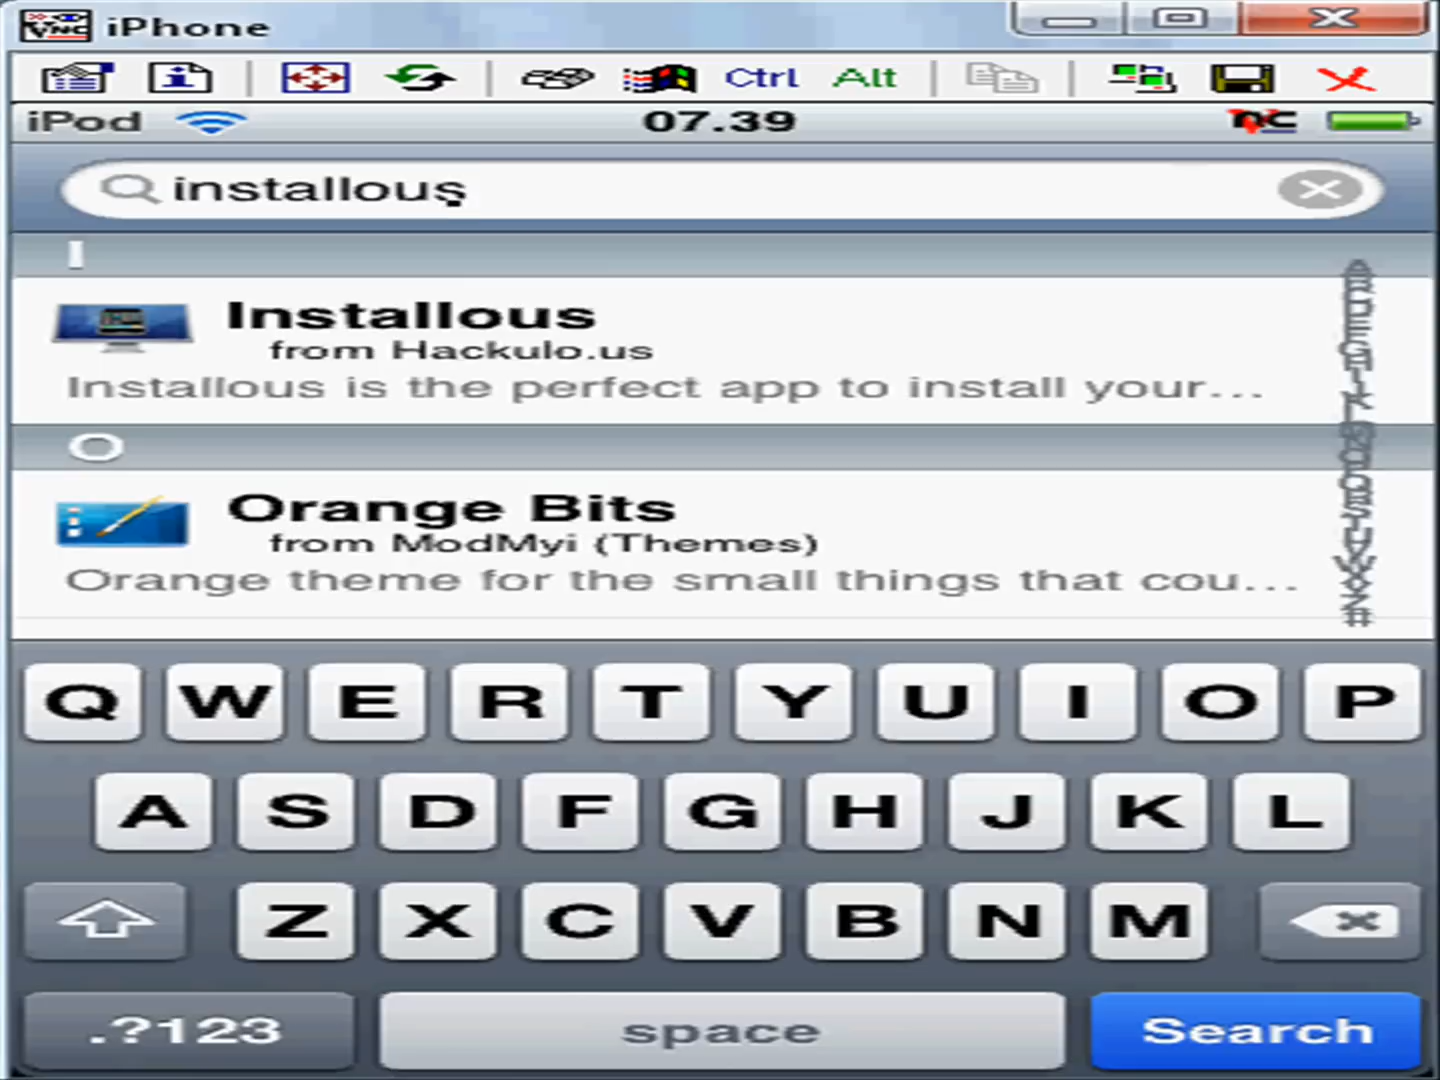 iPhone
Ctrl Alt
iPod 07.39
installous
I
Installous
from Hackulo.us
Installous is the perfect app to install your...
O
Orange Bits
from ModMyi (Themes)
Orange theme for the small things that cou...
Q W E R T Y U I O P
A S D F G H J K L
Z X C V B N M
.?123 space Search